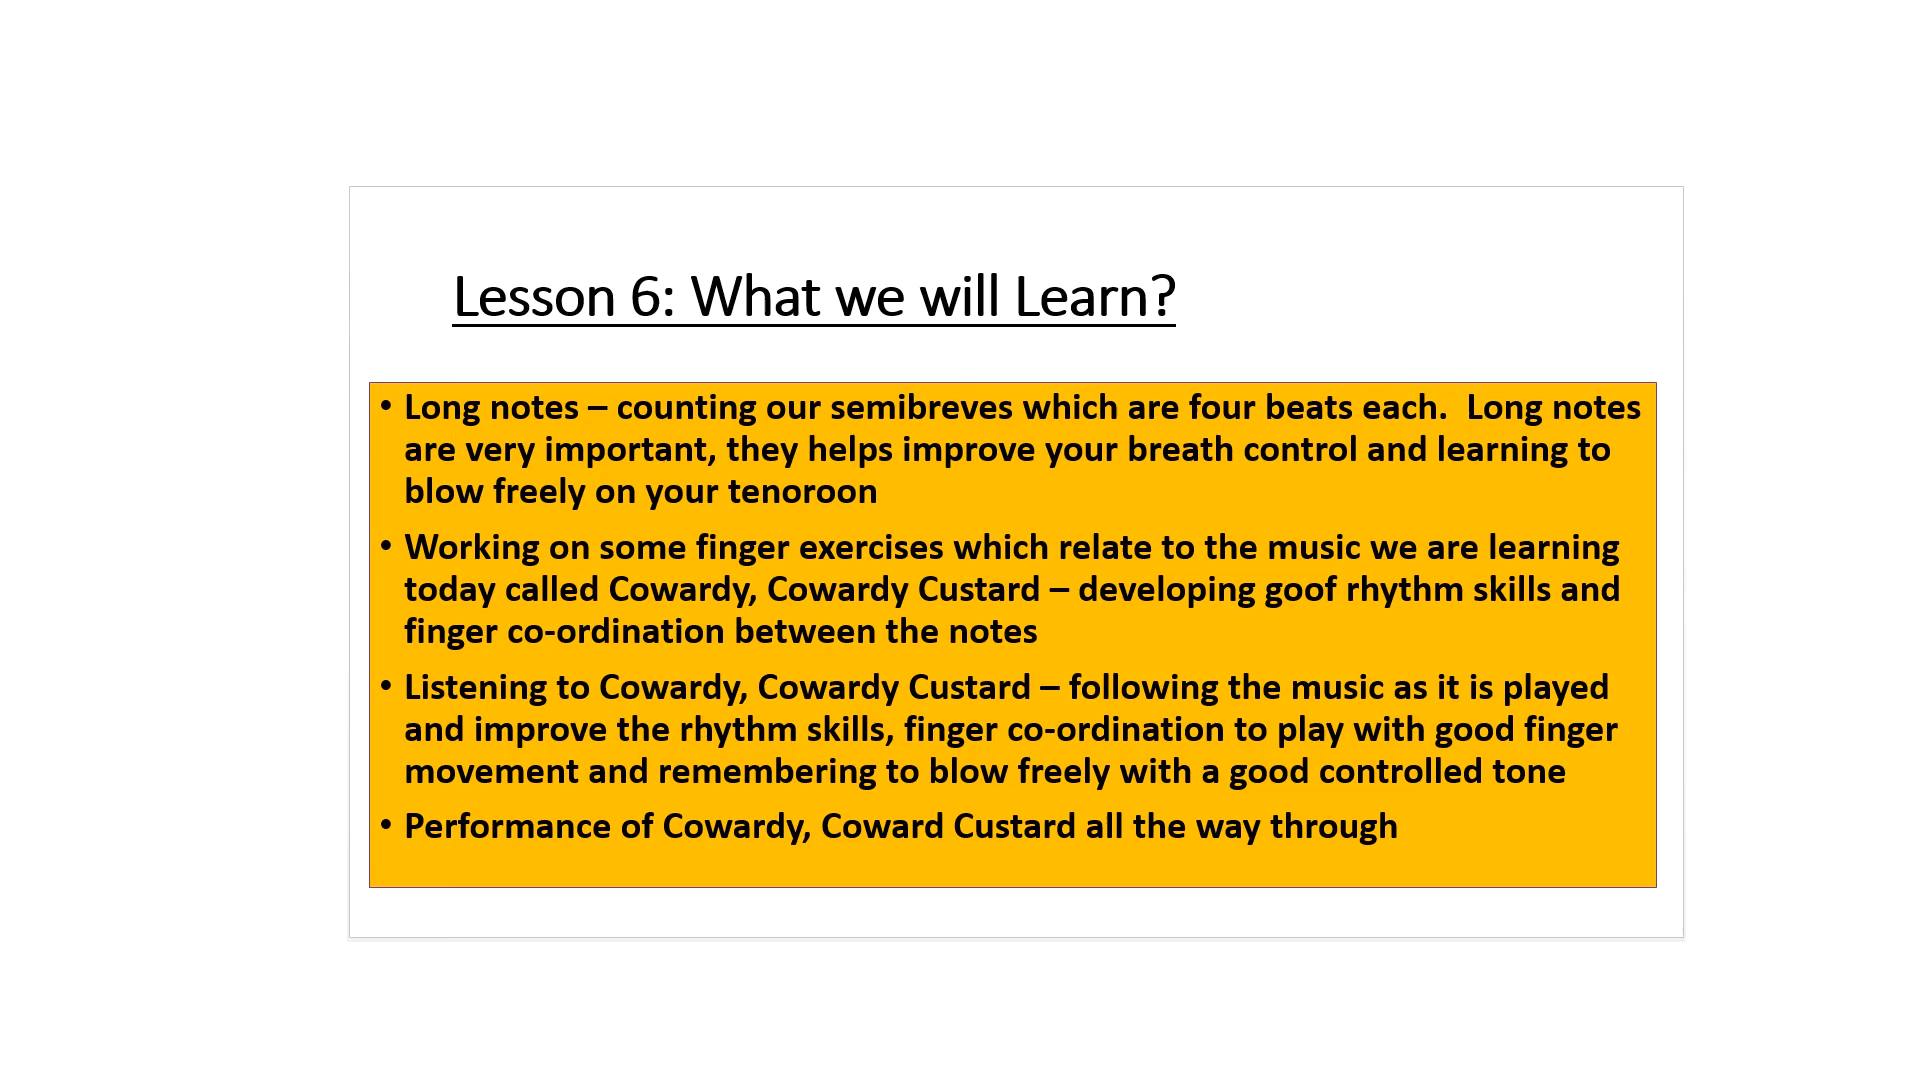 Lesson 6: What we will Learn?
• Long notes – counting our semibreves which are four beats each.  Long notes
are very important, they helps improve your breath control and learning to
blow freely on your tenoroon
• Working on some finger exercises which relate to the music we are learning
today called Cowardy, Cowardy Custard – developing goof rhythm skills and
finger co-ordination between the notes
• Listening to Cowardy, Cowardy Custard – following the music as it is played
and improve the rhythm skills, finger co-ordination to play with good finger
movement and remembering to blow freely with a good controlled tone
• Performance of Cowardy, Coward Custard all the way through